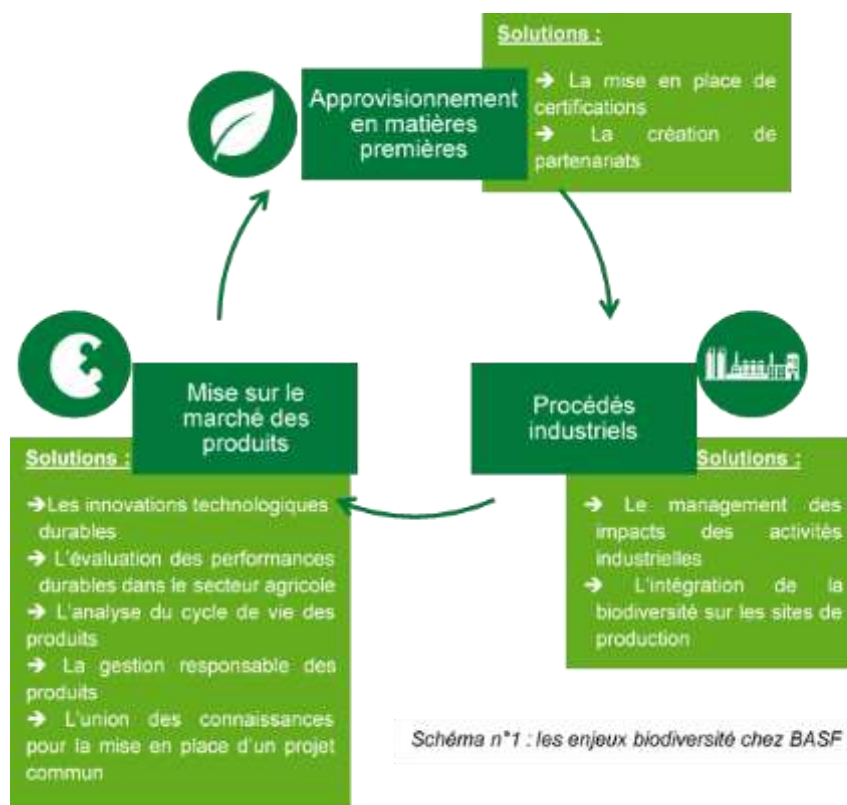 Solutions :
➔ La mise en place de
certifications
➔ La création de
partenariats
Approvisionnement
en matières
premières
Mise sur le
marché des
produits
Procédés
industriels
Solutions :
➔Les innovations technologiques
durables
➔ L'évaluation des performances
durables dans le secteur agricole
➔ L'analyse du cycle de vie des
produits
➔ La gestion responsable des
produits
➔ L'union des connaissances
pour la mise en place d'un projet
commun
Solutions :
➔ Le management des
impacts des activités
industrielles
➔ L'intégration de la
biodiversité sur les sites de
production
Schéma n°1 : les enjeux biodiversité chez BASF